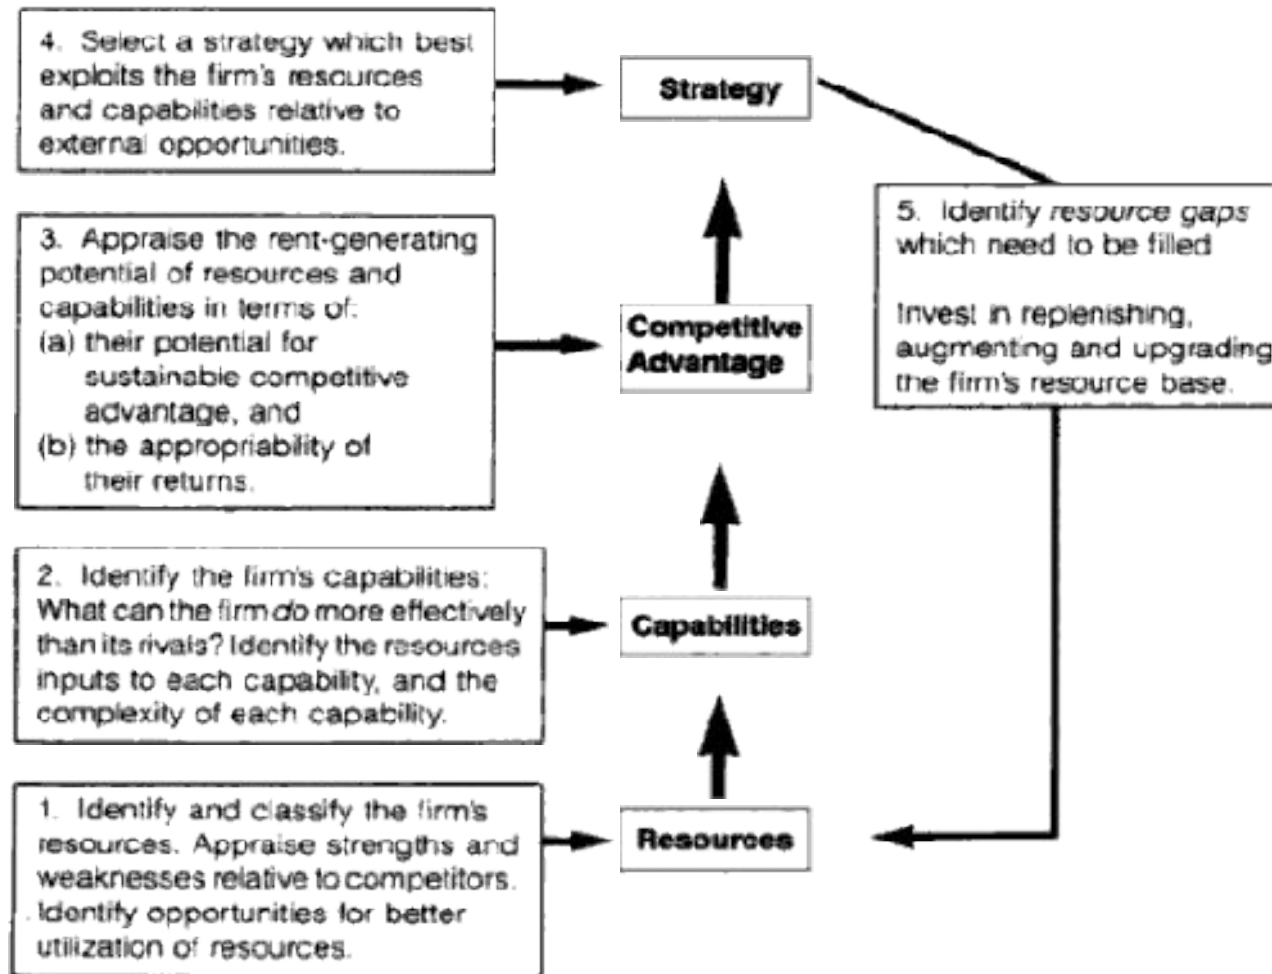 4. Select a strategy which best
exploits the firm's resources
and capabilities relative to
external opportunities.
Strategy
3. Appraise the rent-generating
potential of resources and
capabilities in terms of:
(a) their potential for
sustainable competitive
advantage, and
(b) the appropriability of
their returns.
Competitive
Advantage
5. Identify resource gaps
which need to be filled
Invest in replenishing,
augmenting and upgrading
the firm's resource base.
2. Identify the firm's capabilities:
What can the firm do more effectively
than its rivals? Identify the resources
inputs to each capability, and the
complexity of each capability.
Capabilities
1. Identify and classify the firm's
resources. Appraise strengths and
weaknesses relative to competitors.
Identify opportunities for better
utilization of resources.
Resources